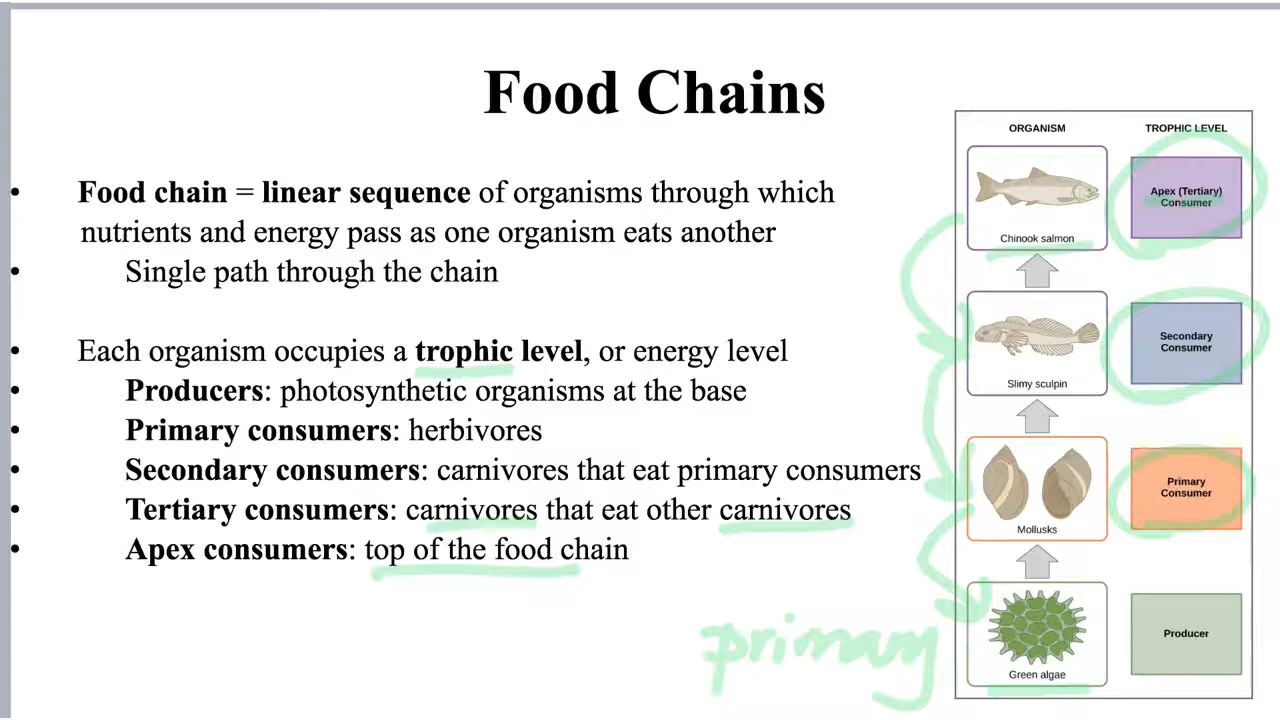 Food Chains
• Food chain = linear sequence of organisms through which
nutrients and energy pass as one organism eats another
• Single path through the chain
• Each organism occupies a trophic level, or energy level
• Producers: photosynthetic organisms at the base
• Primary consumers: herbivores
• Secondary consumers: carnivores that eat primary consumers
• Tertiary consumers: carnivores that eat other carnivores
• Apex consumers: top of the food chain
primary
ORGANISM TROPHIC LEVEL
Apex (Tertiary)
Consumer
Chinook salmon
Secondary
Consumer
Slimy sculpin
Primary
Consumer
Mollusks
Producer
Green algae